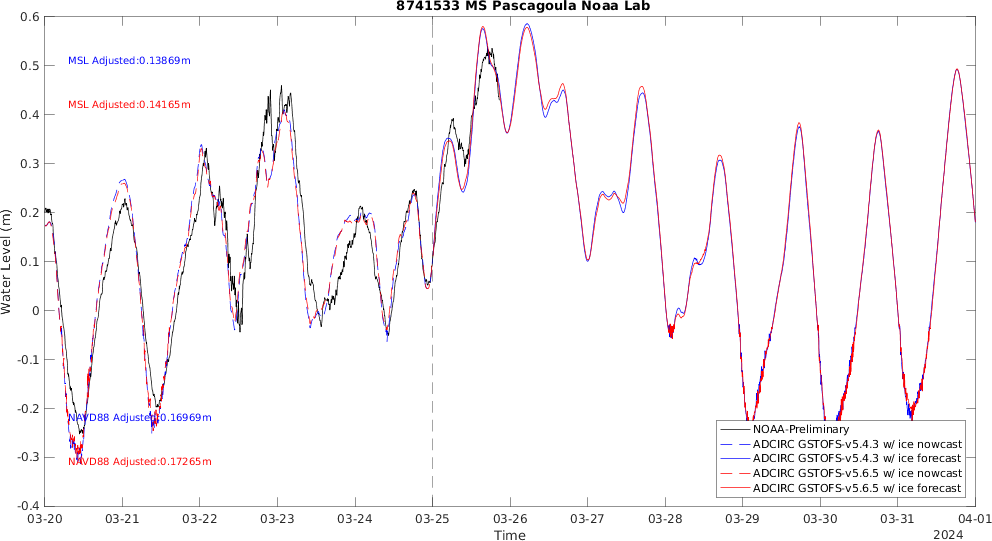 8741533 MS Pascagoula Noaa Lab
0.6
0.5
0.4
0.3
0.2
0.1
0
-0.1
-0.2
-0.3
-0.4
Water Level (m)
MSL Adjusted:0.13869m
MSL Adjusted:0.14165m
NAVD88 Adjusted:0.16969m
NAVD88 Adjusted:0.17265m
NOAA-Preliminary
ADCIRC GSTOFS-v5.4.3 w/ ice nowcast
ADCIRC GSTOFS-v5.4.3 w/ ice forecast
ADCIRC GSTOFS-v5.6.5 w/ ice nowcast
ADCIRC GSTOFS-v5.6.5 w/ ice forecast
03-20 03-21 03-22 03-23 03-24 03-25 03-26 03-27 03-28 03-29 03-30 03-31 04-01
Time
2024